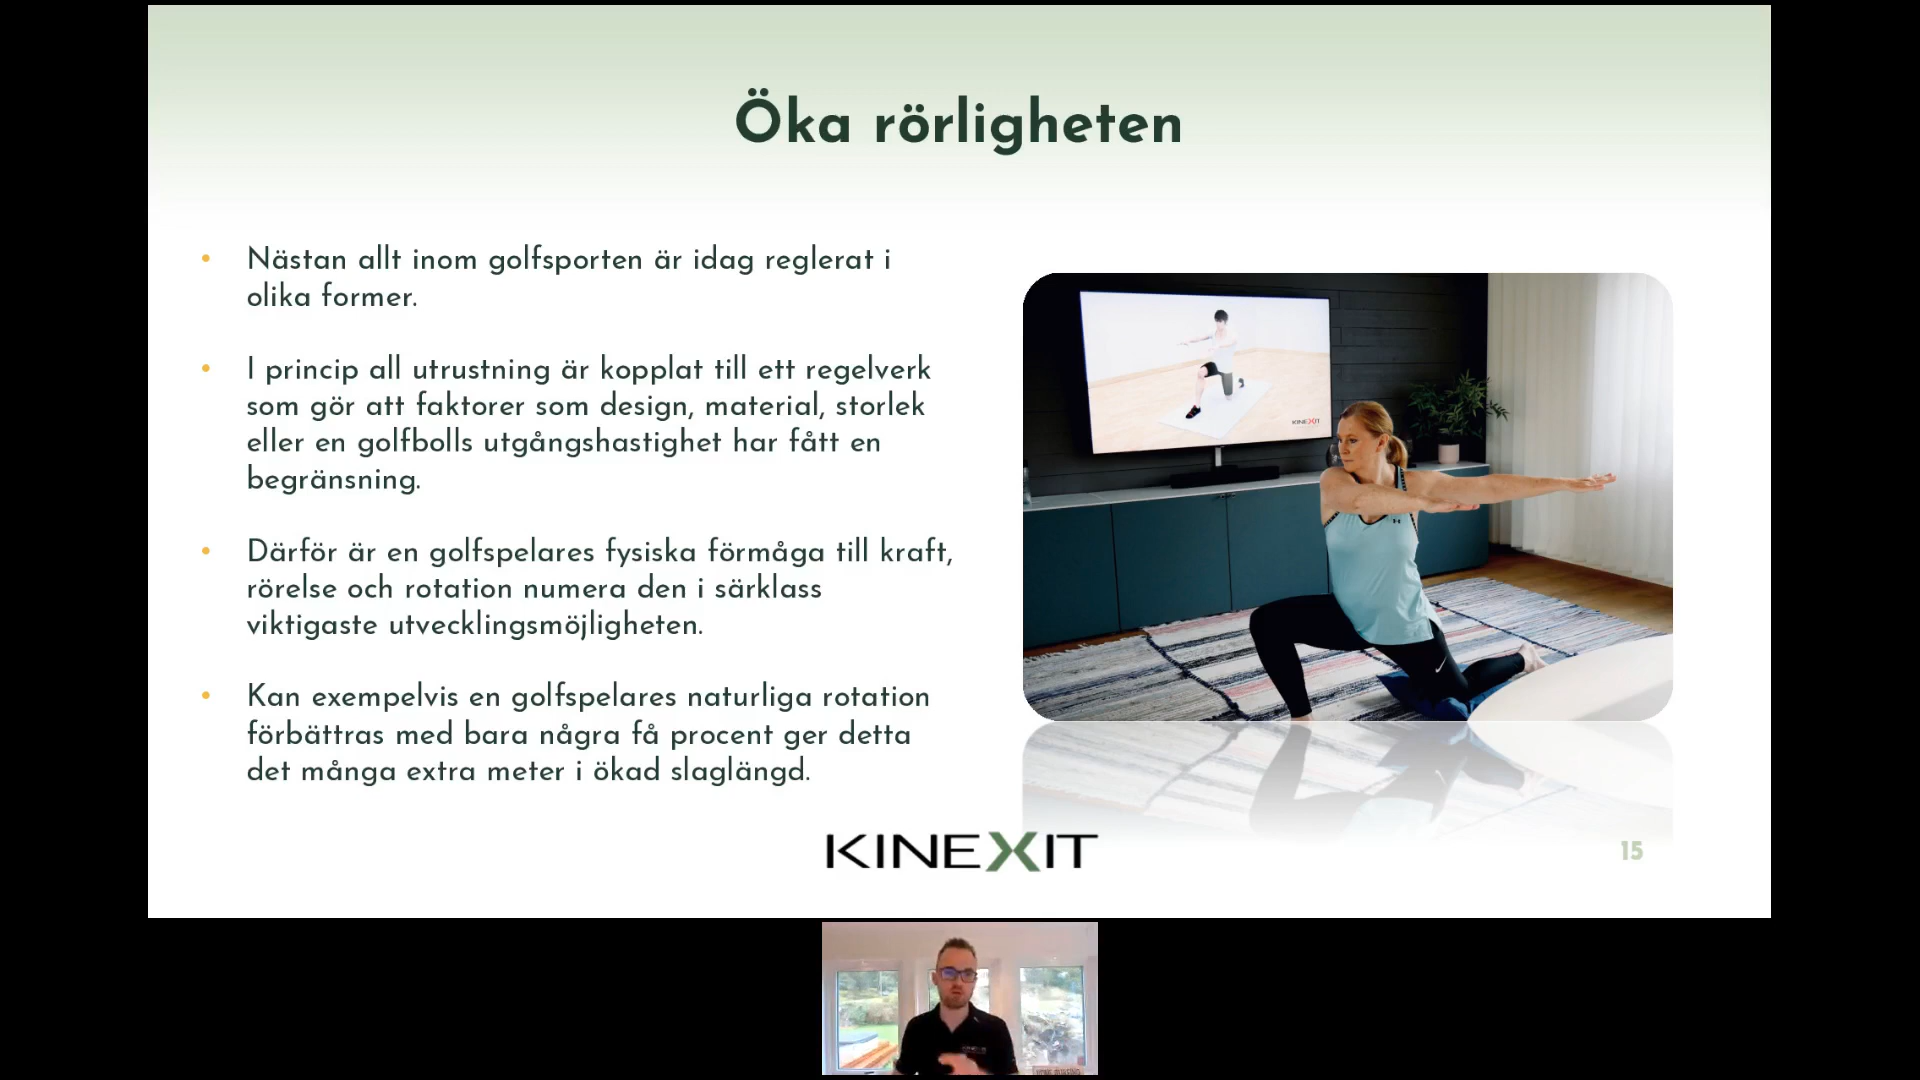 Öka rörligheten
• Nästan allt inom golfsporten är idag reglerat i
olika former.
• I princip all utrustning är kopplat till ett regelverk
som gör att faktorer som design, material, storlek
eller en golfbolls utgångshastighet har fått en
begränsning.
• Därför är en golfspelares fysiska förmåga till kraft,
rörelse och rotation numera den i särklass
viktigaste utvecklingsmöjligheten.
• Kan exempelvis en golfspelares naturliga rotation
förbättras med bara några få procent ger detta
det många extra meter i ökad slaglängd.
KINEXIT
KINEXIT
15